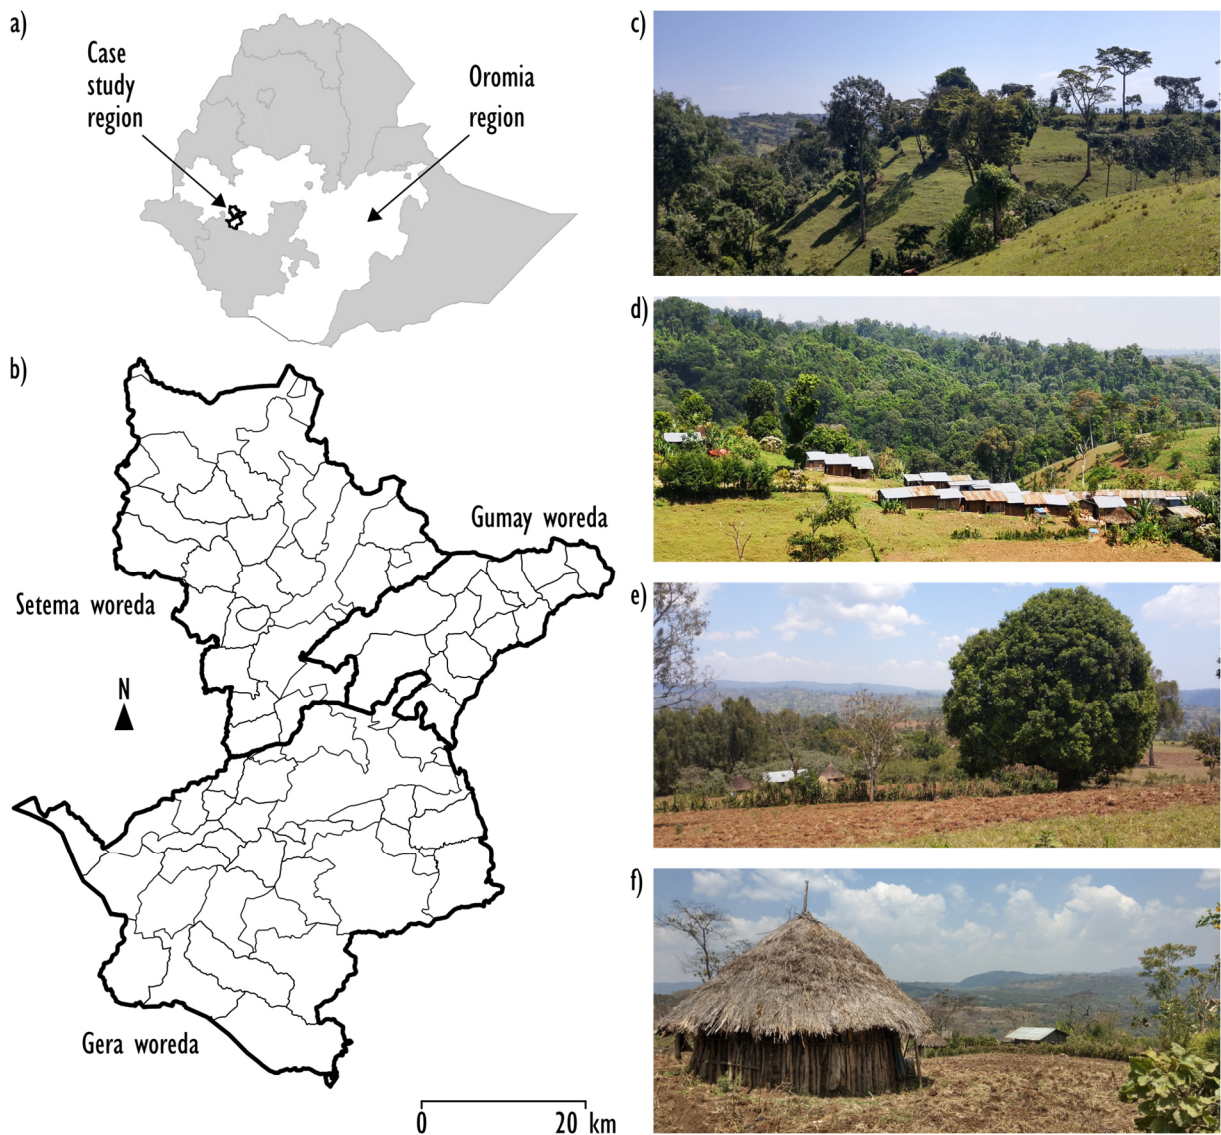 a)
Case
study
region
Oromia
region
b)
Gumay woreda
Setema woreda
N
Gera woreda
0
20 km
c)
d)
e)
f)